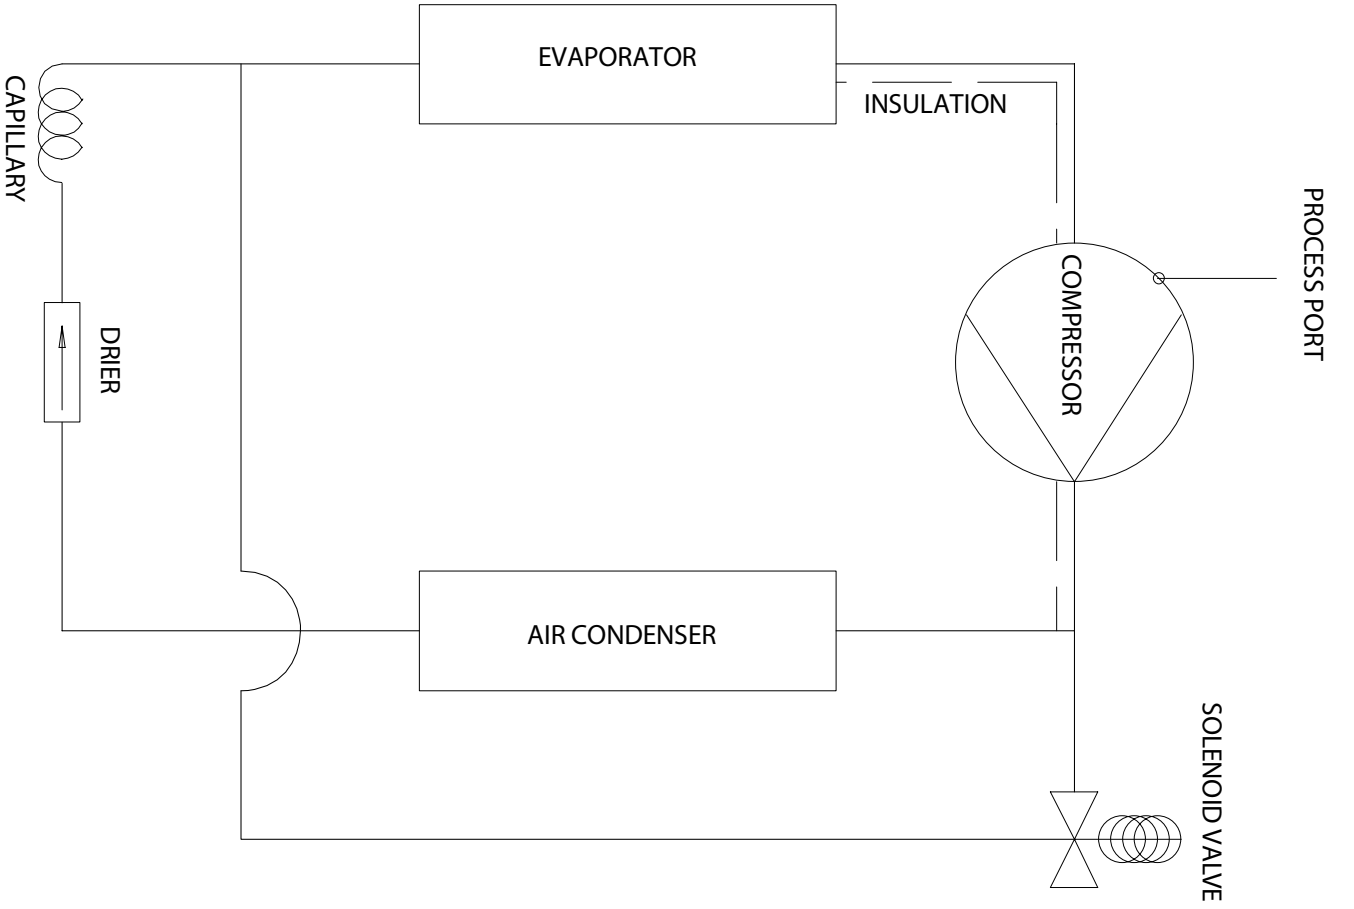 EVAPORATOR
INSULATION
CAPILLARY
PROCESS PORT
COMPRESSOR
DRIER
AIR CONDENSER
SOLENOID VALVE